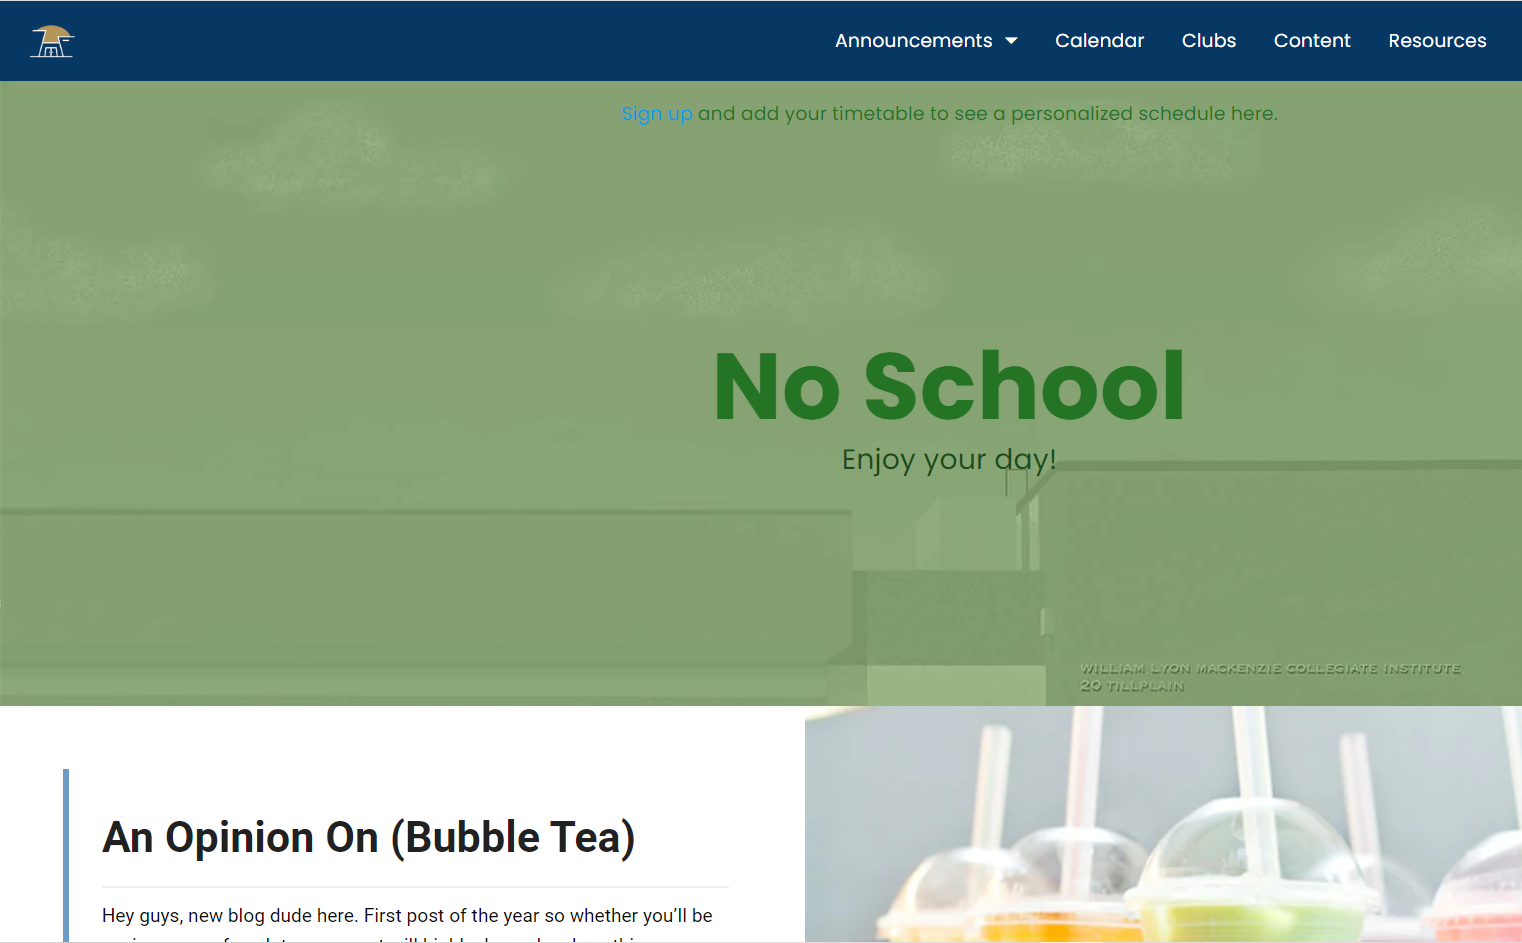 Announcements Calendar Clubs Content Resources
Sign up and add your timetable to see a personalized schedule here.
No School
Enjoy your day!
WILLIAM LYON MACKENZIE COLLEGIATE INSTITUTE
20 TILLPLAIN
An Opinion On (Bubble Tea)
Hey guys, new blog dude here. First post of the year so whether you’ll be